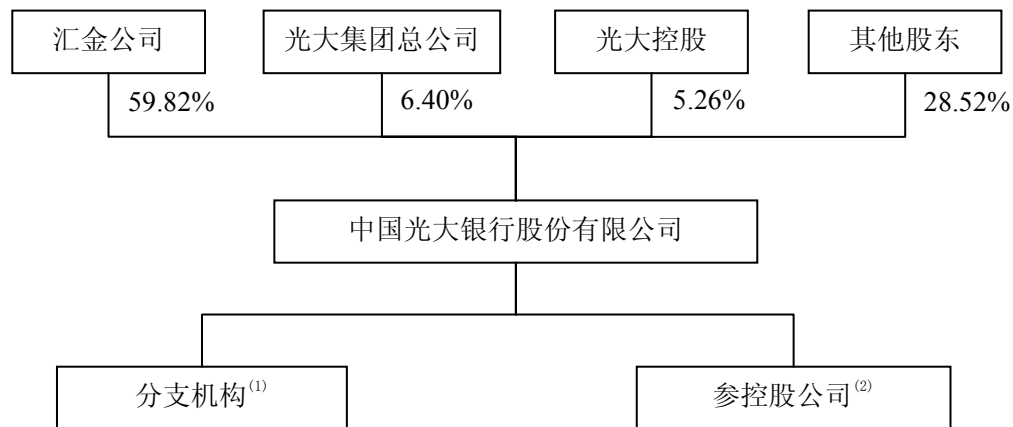 汇金公司 光大集团总公司 光大控股 其他股东
59.82% 6.40% 5.26% 28.52%
中国光大银行股份有限公司
分支机构(1) 参控股公司(2)